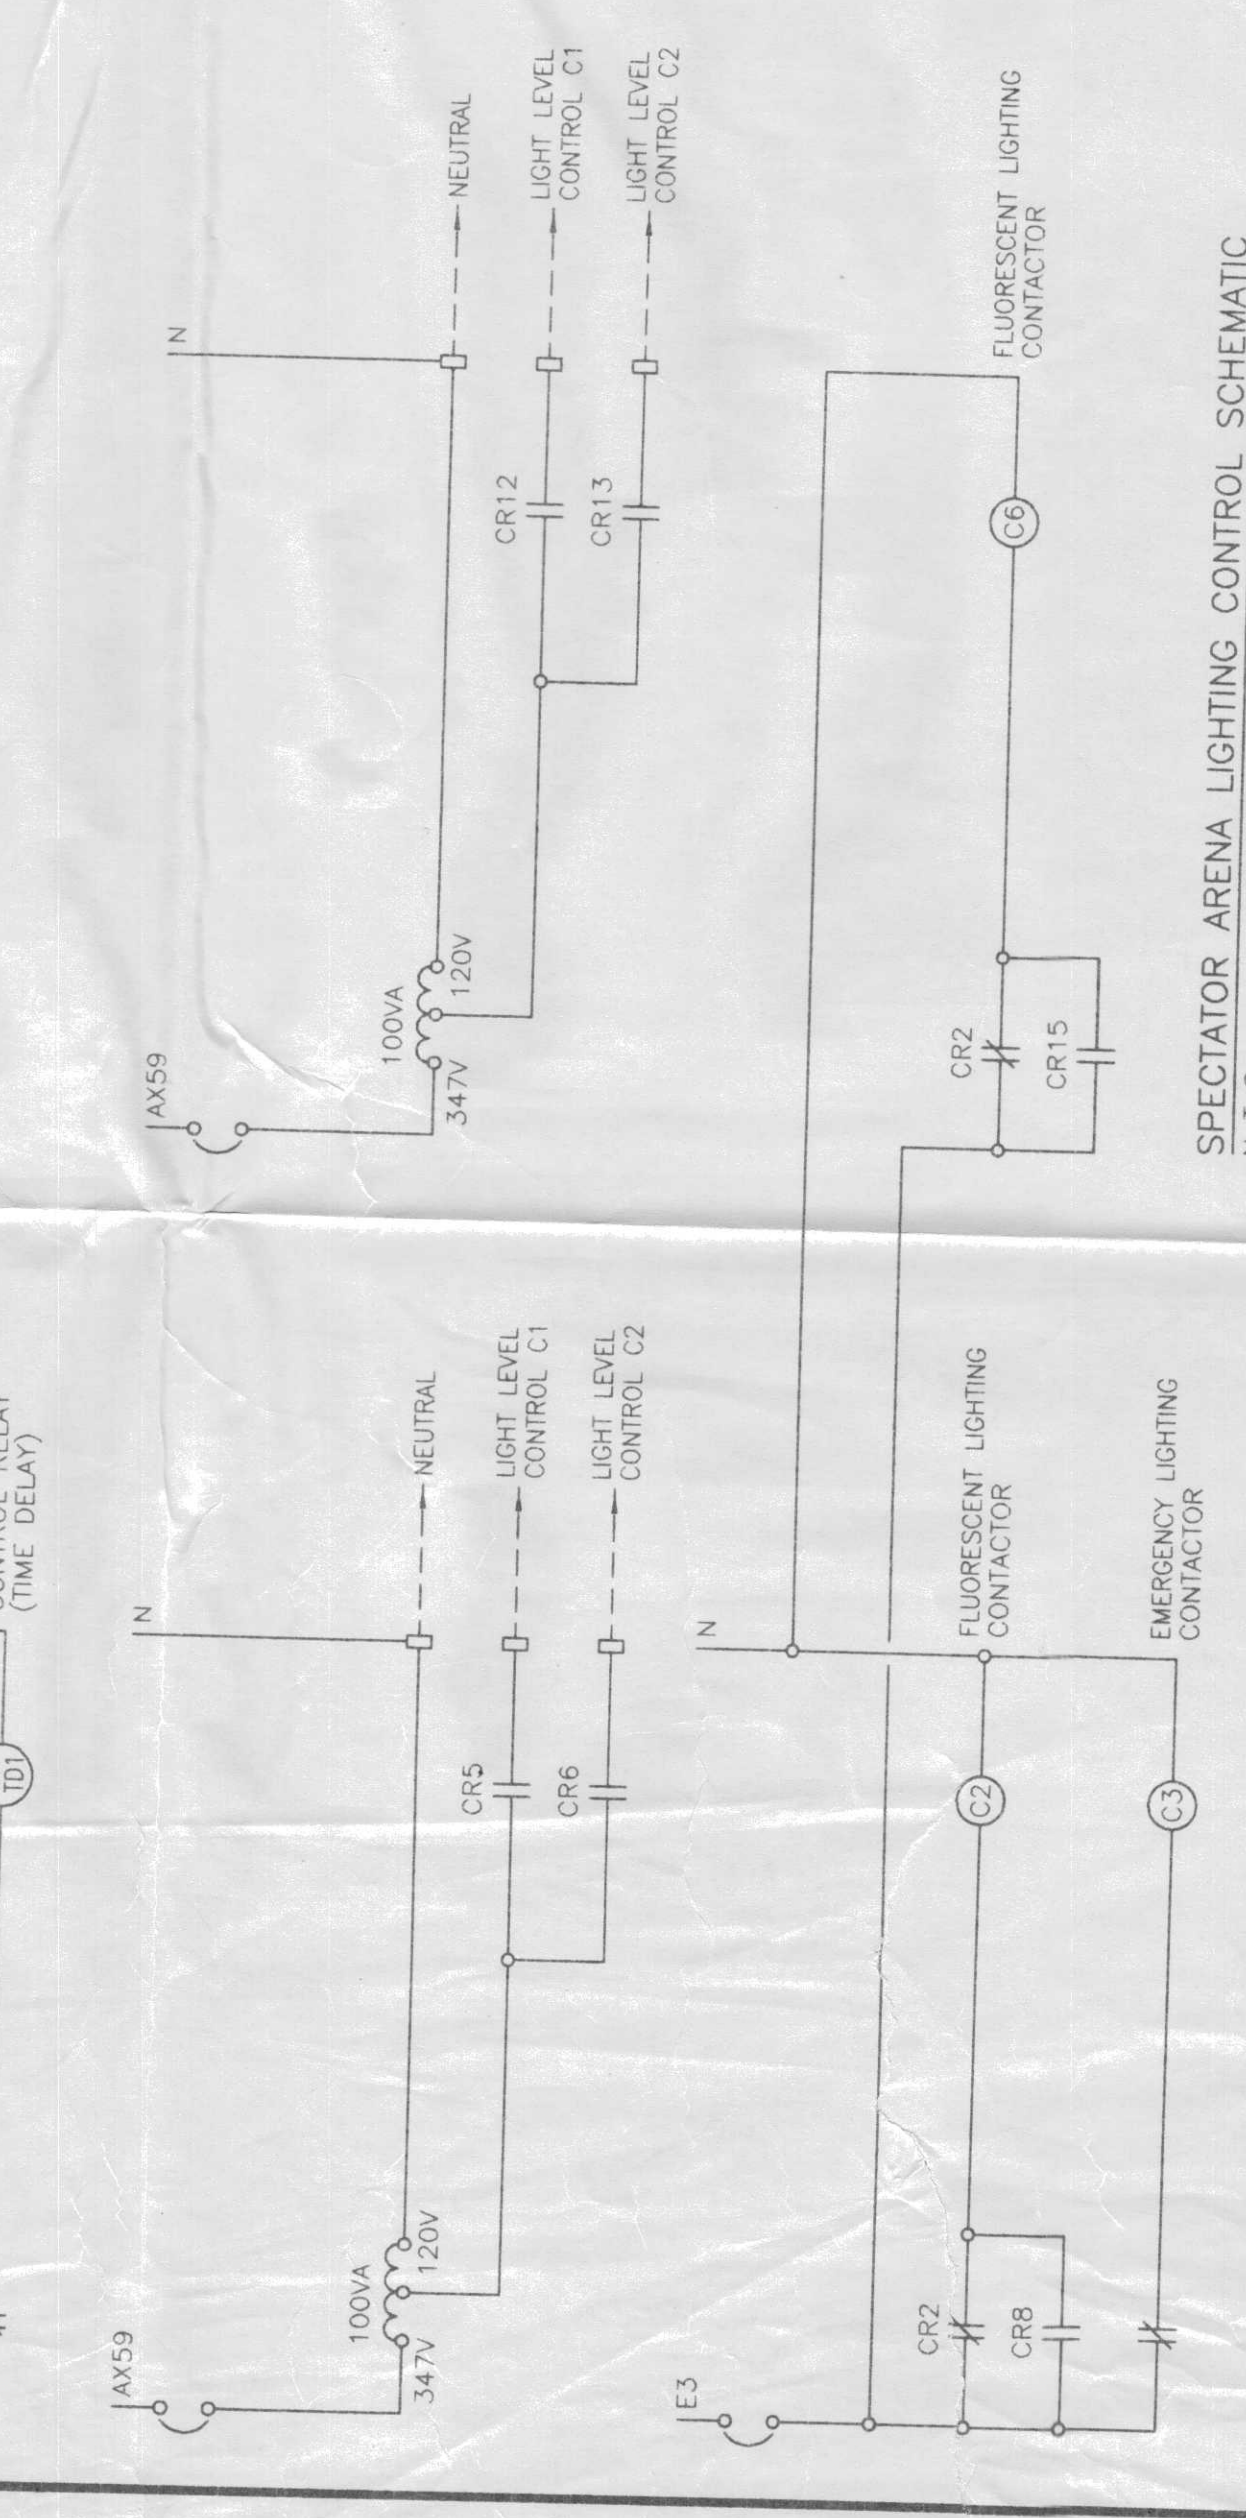 (TIME DELAY)
TD1
AX59
N
100VA
347V
120V
NEUTRAL
CR5
LIGHT LEVEL
CONTROL C1
CR6
LIGHT LEVEL
CONTROL C2
AX59
N
100VA
347V
120V
NEUTRAL
CR12
LIGHT LEVEL
CONTROL C1
CR13
LIGHT LEVEL
CONTROL C2
E3
N
CR2
C2
FLUORESCENT LIGHTING
CONTACTOR
CR8
C3
EMERGENCY LIGHTING
CONTACTOR
CR2
CR15
C6
FLUORESCENT LIGHTING
CONTACTOR
SPECTATOR ARENA LIGHTING CONTROL SCHEMATIC